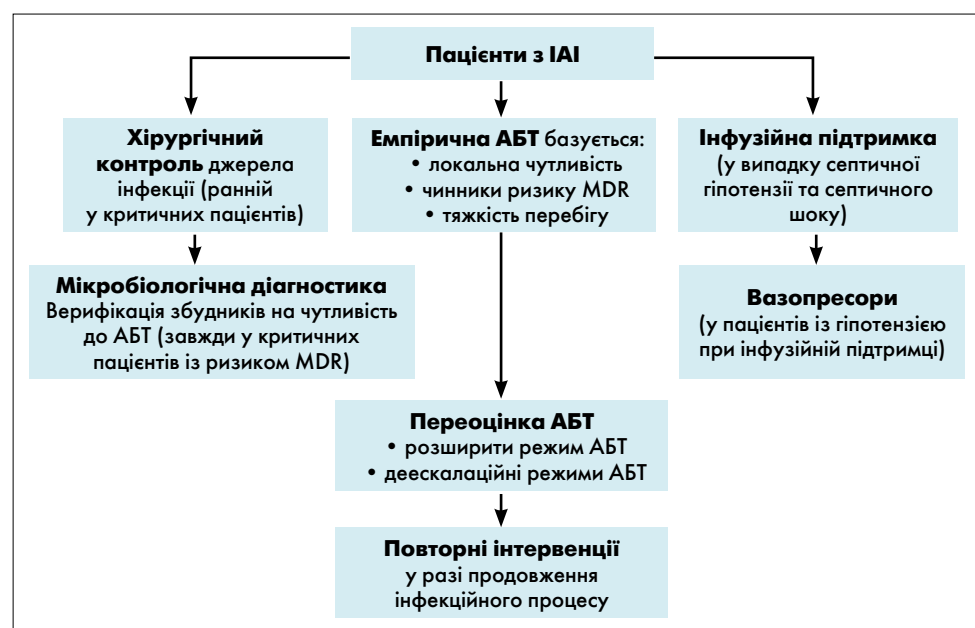 Пацієнти з ІАІ
Хірургічний
контроль джерела
інфекції (ранній
у критичних пацієнтів)
Емпірична АБТ базується:
• локальна чутливість
• чинники ризику MDR
• тяжкість перебігу
Інфузійна підтримка
(у випадку септичної
гіпотензії та септичного
шоку)
Мікробіологічна діагностика
Верифікація збудників на чутливість
до АБТ (завжди у критичних
пацієнтів із ризиком MDR)
Вазопресори
(у пацієнтів із гіпотензією
при інфузійній підтримці)
Переоцінка АБТ
• розширити режим АБТ
• деескалаційні режими АБТ
Повторні інтервенції
у разі продовження
інфекційного процесу